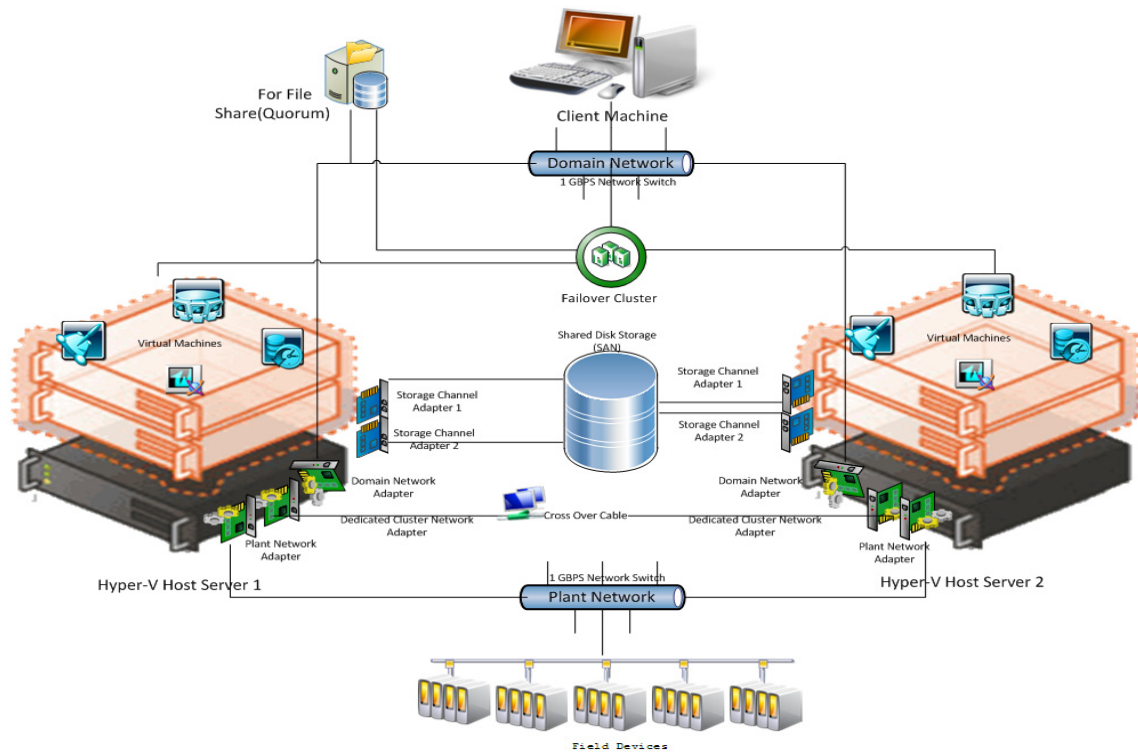 For File
Share(Quorum)
Client Machine
Domain Network
1 GBPS Network Switch
Failover Cluster
Virtual Machines
Virtual Machines
Shared Disk Storage
(SAN)
Storage Channel
Adapter 1
Storage Channel
Adapter 1
Storage Channel
Adapter 2
Storage Channel
Adapter 2
Domain Network
Adapter
Domain Network
Adapter
Dedicated Cluster Network
Adapter
Cross Over Cable
Dedicated Cluster Network
Adapter
Plant Network
Adapter
Plant Network
Adapter
Hyper-V Host Server 1
1 GBPS Network Switch
Plant Network
Hyper-V Host Server 2
Field Devices